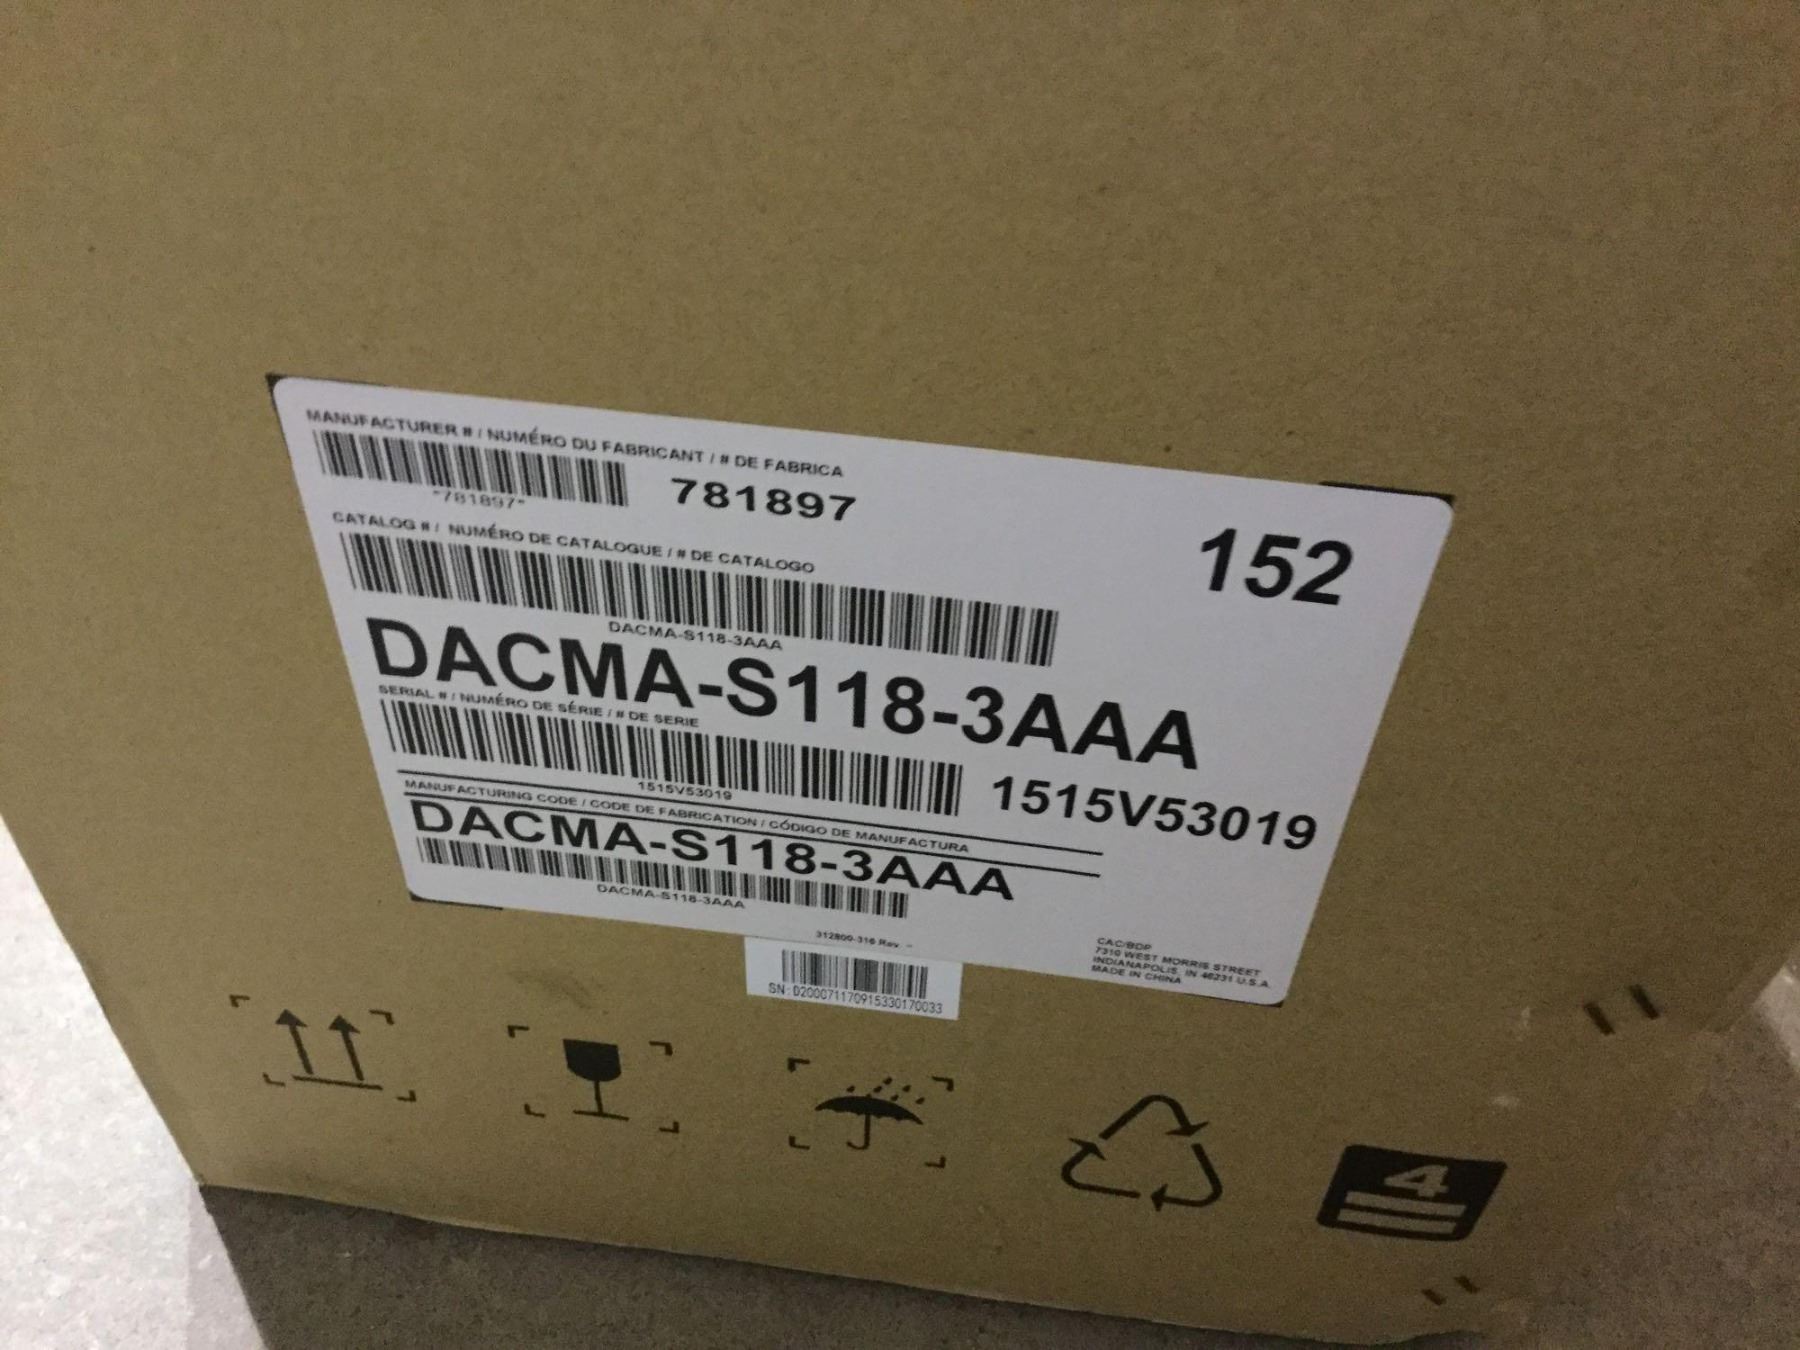 MANUFACTURER # / NUMÉRO DU FABRICANT / # DE FABRICA
*781897*
781897
152
CATALOG # / NUMÉRO DE CATALOGUE / # DE CATALOGO
DACMA-S118-3AAA
DACMA-S118-3AAA
SERIAL # / NUMÉRO DE SÉRIE / # DE SERIE
1515V53019
1515V53019
MANUFACTURING CODE / CODE DE FABRICATION / CÓDIGO DE MANUFACTURA
DACMA-S118-3AAA
DACMA-S118-3AAA
312800-316 Rev. -
CAC/BDP
7310 WEST MORRIS STREET
INDIANAPOLIS, IN 46231 U.S.A.
MADE IN CHINA
SN:D200071170915330170033
4